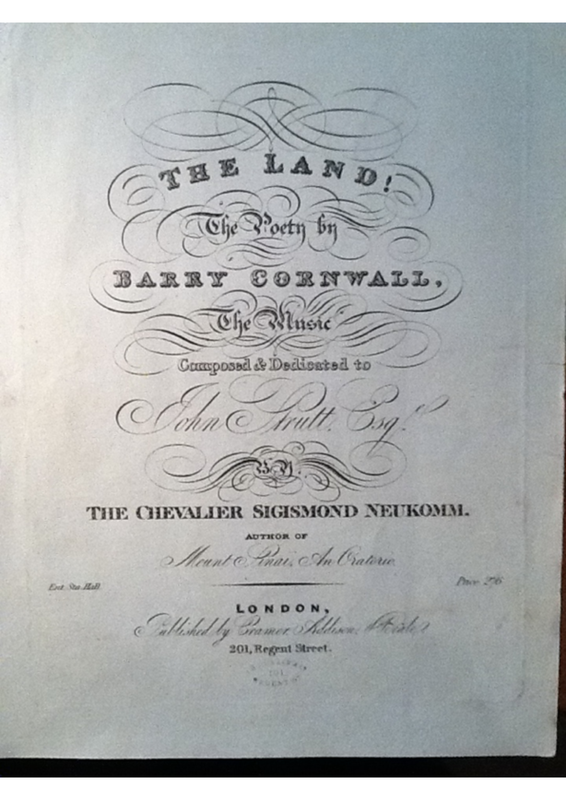 THE LAND!
The Poetry by
BARRY CORNWALL,
The Music
Composed & Dedicated to
John Strutt, Esq.r
BY
THE CHEVALIER SIGISMOND NEUKOMM.
AUTHOR OF
Mount Sinai, An Oratorio
Ent. Sta. Hall. Price 2/6
LONDON,
Published by Cramer, Addison, & Beale,
201, Regent Street.